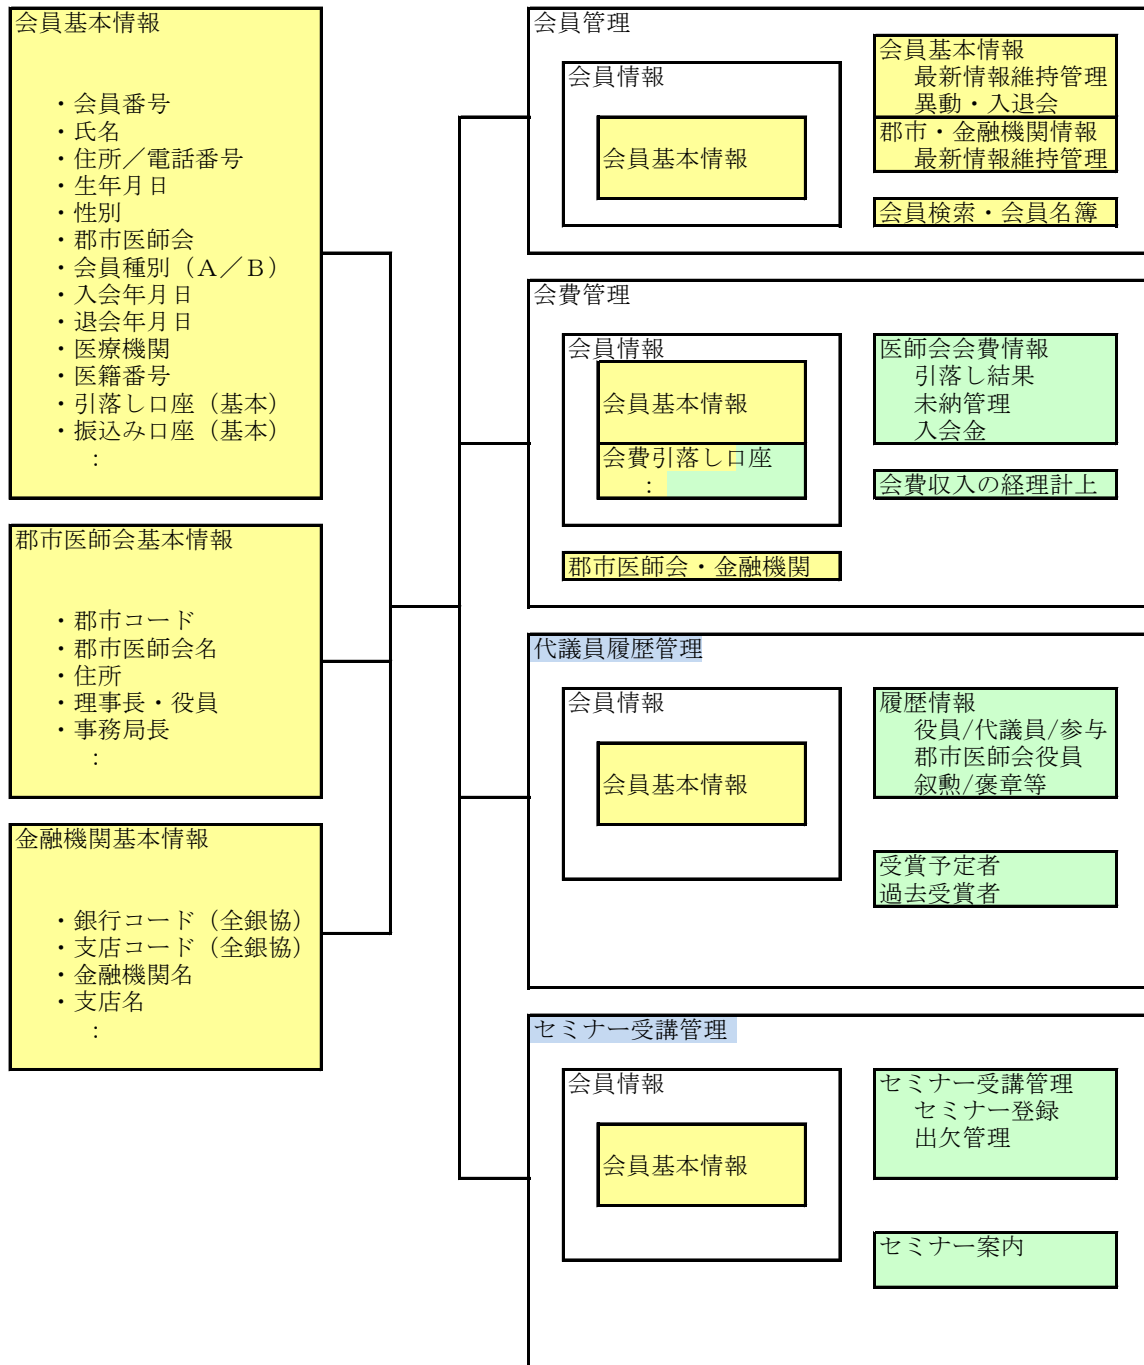 会員基本情報
・会員番号
・氏名
・住所／電話番号
・生年月日
・性別
・郡市医師会
・会員種別（Ａ／Ｂ）
・入会年月日
・退会年月日
・医療機関
・医籍番号
・引落し口座（基本）
・振込み口座（基本）
：
郡市医師会基本情報
・郡市コード
・郡市医師会名
・住所
・理事長・役員
・事務局長
：
金融機関基本情報
・銀行コード（全銀協）
・支店コード（全銀協）
・金融機関名
・支店名
：
会員管理
会員情報
会員基本情報
会員基本情報
最新情報維持管理
異動・入退会
郡市・金融機関情報
最新情報維持管理
会員検索・会員名簿
会費管理
会員情報
会員基本情報
会費引落し口座
：
郡市医師会・金融機関
医師会会費情報
引落し結果
未納管理
入会金
会費収入の経理計上
代議員履歴管理
会員情報
会員基本情報
履歴情報
役員/代議員/参与
郡市医師会役員
叙勲/褒章等
受賞予定者
過去受賞者
セミナー受講管理
会員情報
会員基本情報
セミナー受講管理
セミナー登録
出欠管理
セミナー案内